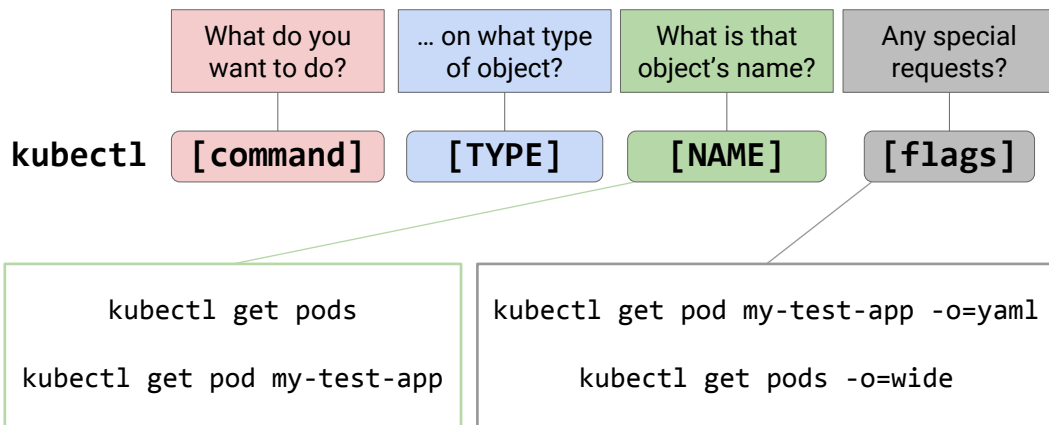 What do you
want to do?
… on what type
of object?
What is that
object's name?
Any special
requests?
kubectl [command] [TYPE] [NAME] [flags]
kubectl get pods
kubectl get pod my-test-app
kubectl get pod my-test-app -o=yaml
kubectl get pods -o=wide